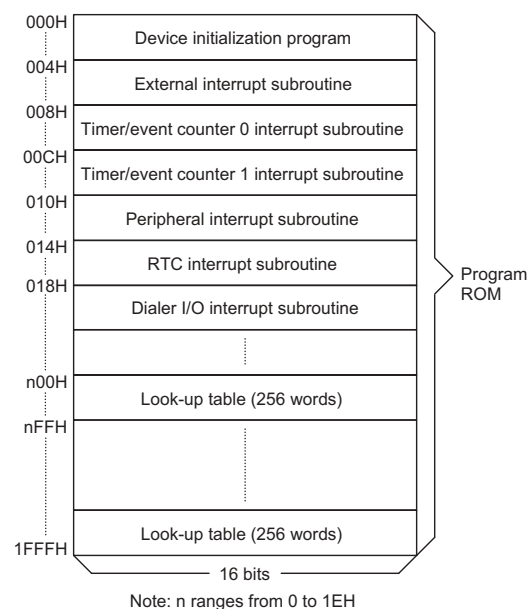 000H
Device initialization program
004H
External interrupt subroutine
008H
Timer/event counter 0 interrupt subroutine
00CH
Timer/event counter 1 interrupt subroutine
010H
Peripheral interrupt subroutine
014H
RTC interrupt subroutine
018H
Dialer I/O interrupt subroutine
Program
ROM
n00H
Look-up table (256 words)
nFFH
Look-up table (256 words)
1FFFH
16 bits
Note: n ranges from 0 to 1EH